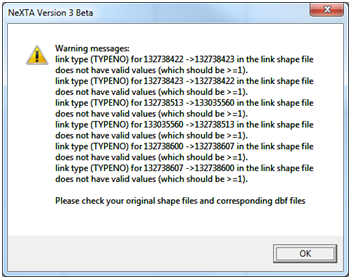 NeXTA Version 3 Beta
Warning messages:
link type (TYPENO) for 132738422 ->132738423 in the link shape file
does not have valid values (which should be >=1).
link type (TYPENO) for 132738423 ->132738422 in the link shape file
does not have valid values (which should be >=1).
link type (TYPENO) for 132738513 ->133035560 in the link shape file
does not have valid values (which should be >=1).
link type (TYPENO) for 133035560 ->132738513 in the link shape file
does not have valid values (which should be >=1).
link type (TYPENO) for 132738600 ->132738607 in the link shape file
does not have valid values (which should be >=1).
link type (TYPENO) for 132738607 ->132738600 in the link shape file
does not have valid values (which should be >=1).
Please check your original shape files and corresponding dbf files
OK